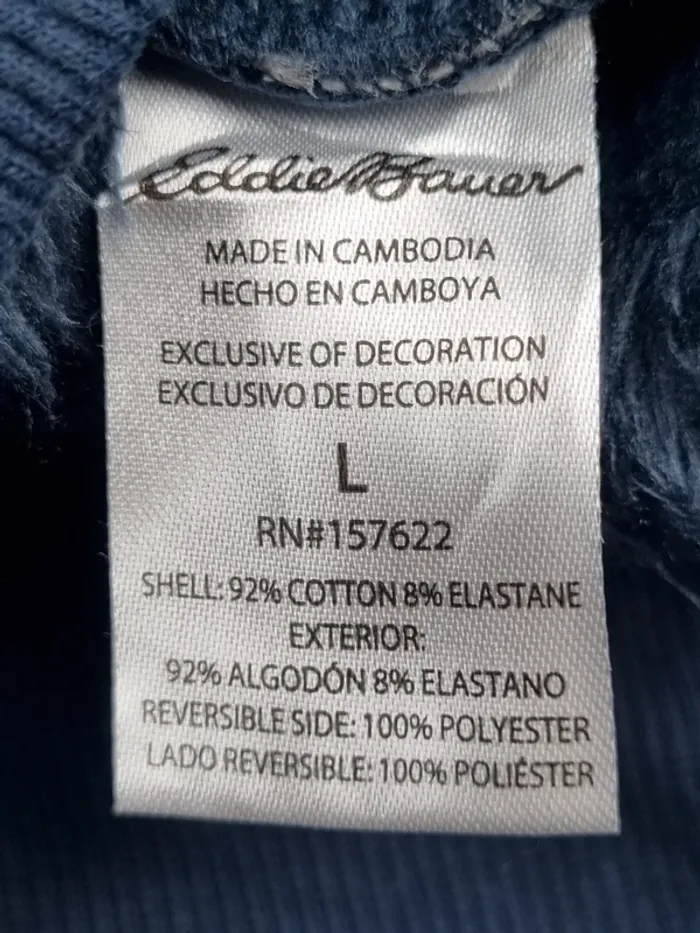 Eddie Bauer
MADE IN CAMBODIA
HECHO EN CAMBOYA
EXCLUSIVE OF DECORATION
EXCLUSIVO DE DECORACIÓN
L
RN#157622
SHELL: 92% COTTON 8% ELASTANE
EXTERIOR:
92% ALGODÓN 8% ELASTANO
REVERSIBLE SIDE: 100% POLYESTER
LADO REVERSIBLE: 100% POLIÉSTER